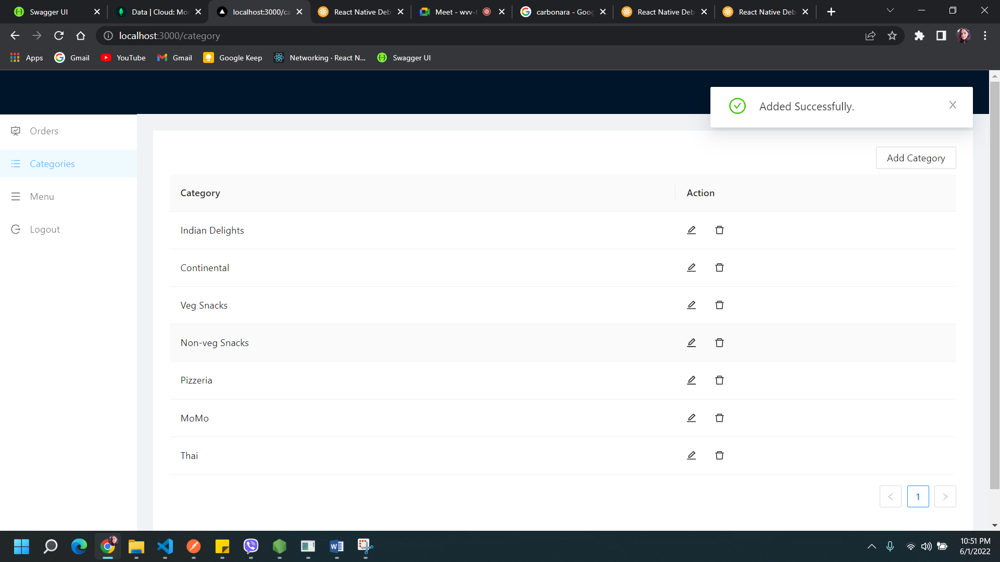 Swagger UI
Data | Cloud: Mo
localhost:3000/ca
React Native Deb
Meet - wvv-t
carbonara - Goog
React Native Deb
React Native Deb
localhost:3000/category
Apps
Gmail
YouTube
Gmail
Google Keep
Networking · React N...
Swagger UI
Added Successfully.
Orders
Categories
Menu
Logout
Add Category
Category
Action
Indian Delights
Continental
Veg Snacks
Non-veg Snacks
Pizzeria
MoMo
Thai
< 1 >
10:51 PM
6/1/2022